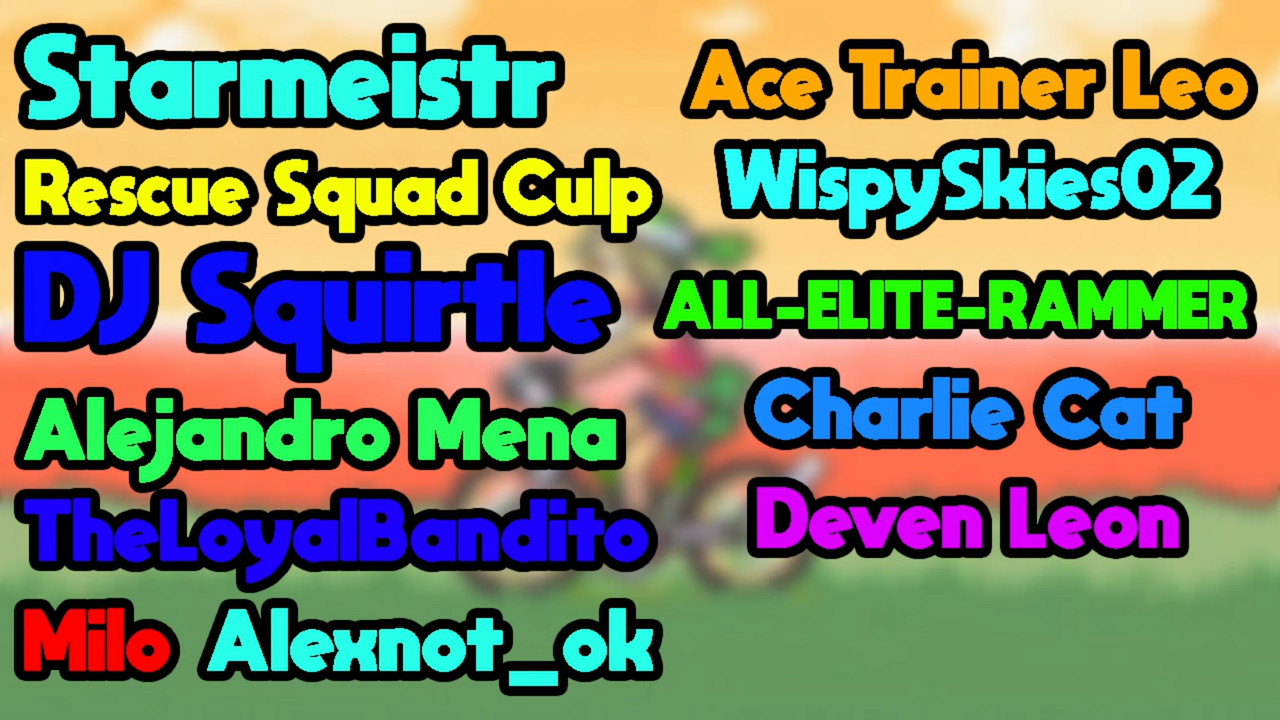 Starmeistr
Rescue Squad Culp
DJ Squirtle
Alejandro Mena
TheLoyalBandito
Milo Alexnot_ok
Ace Trainer Leo
WispySkies02
ALL-ELITE-RAMMER
Charlie Cat
Deven Leon